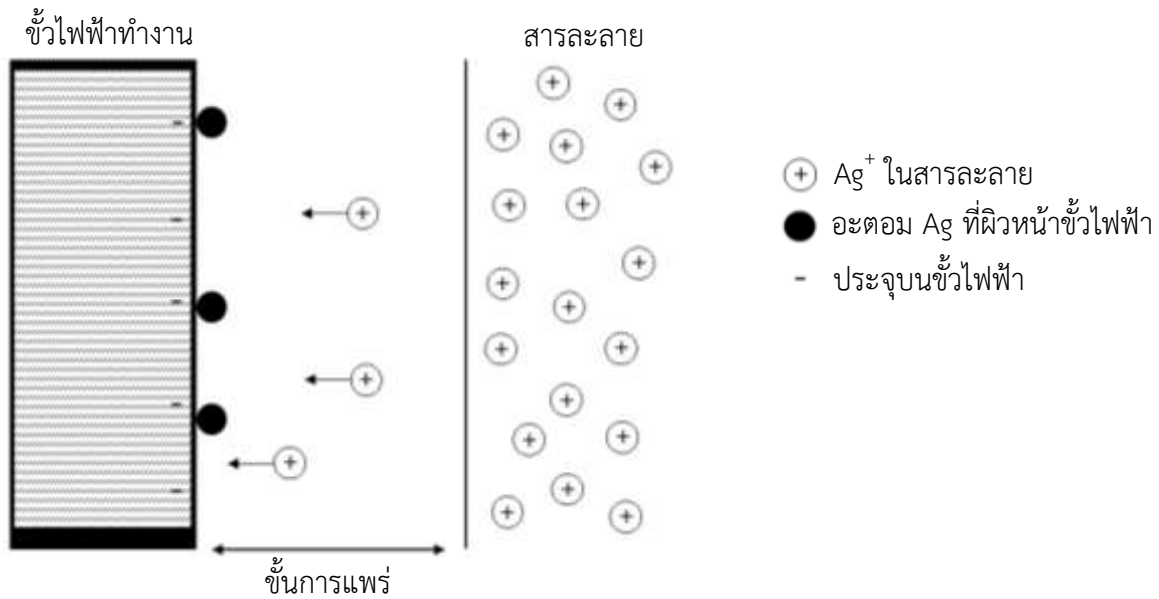 ขั้วไฟฟ้าทำงาน
สารละลาย
Ag+ ในสารละลาย
อะตอม Ag ที่ผิวหน้าขั้วไฟฟ้า
- ประจุบนขั้วไฟฟ้า
ขั้นการแพร่